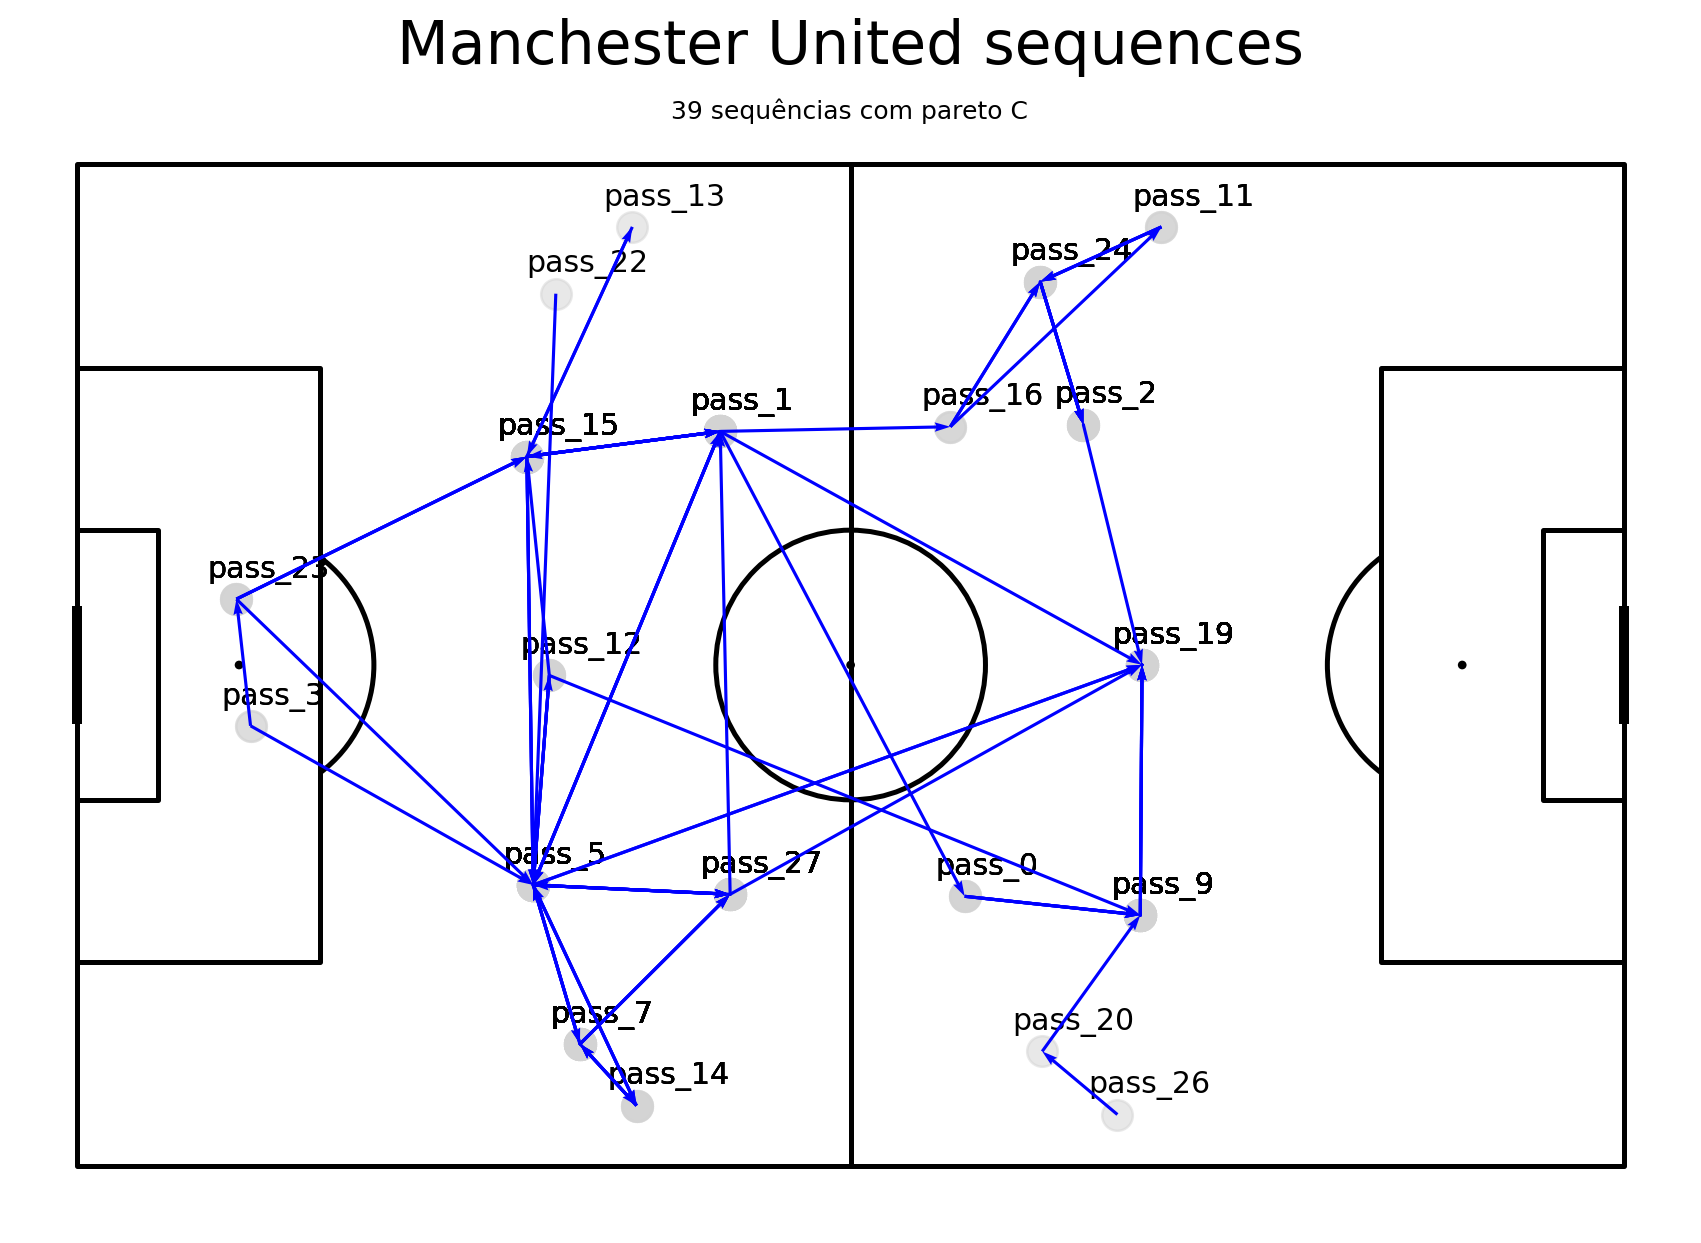 Manchester United sequences
39 sequências com pareto C
pass_13
pass_11
pass_22
pass_24
pass_15
pass_1
pass_16
pass_2
pass_23
pass_12
pass_19
pass_3
pass_5
pass_27
pass_0
pass_9
pass_7
pass_20
pass_14
pass_26